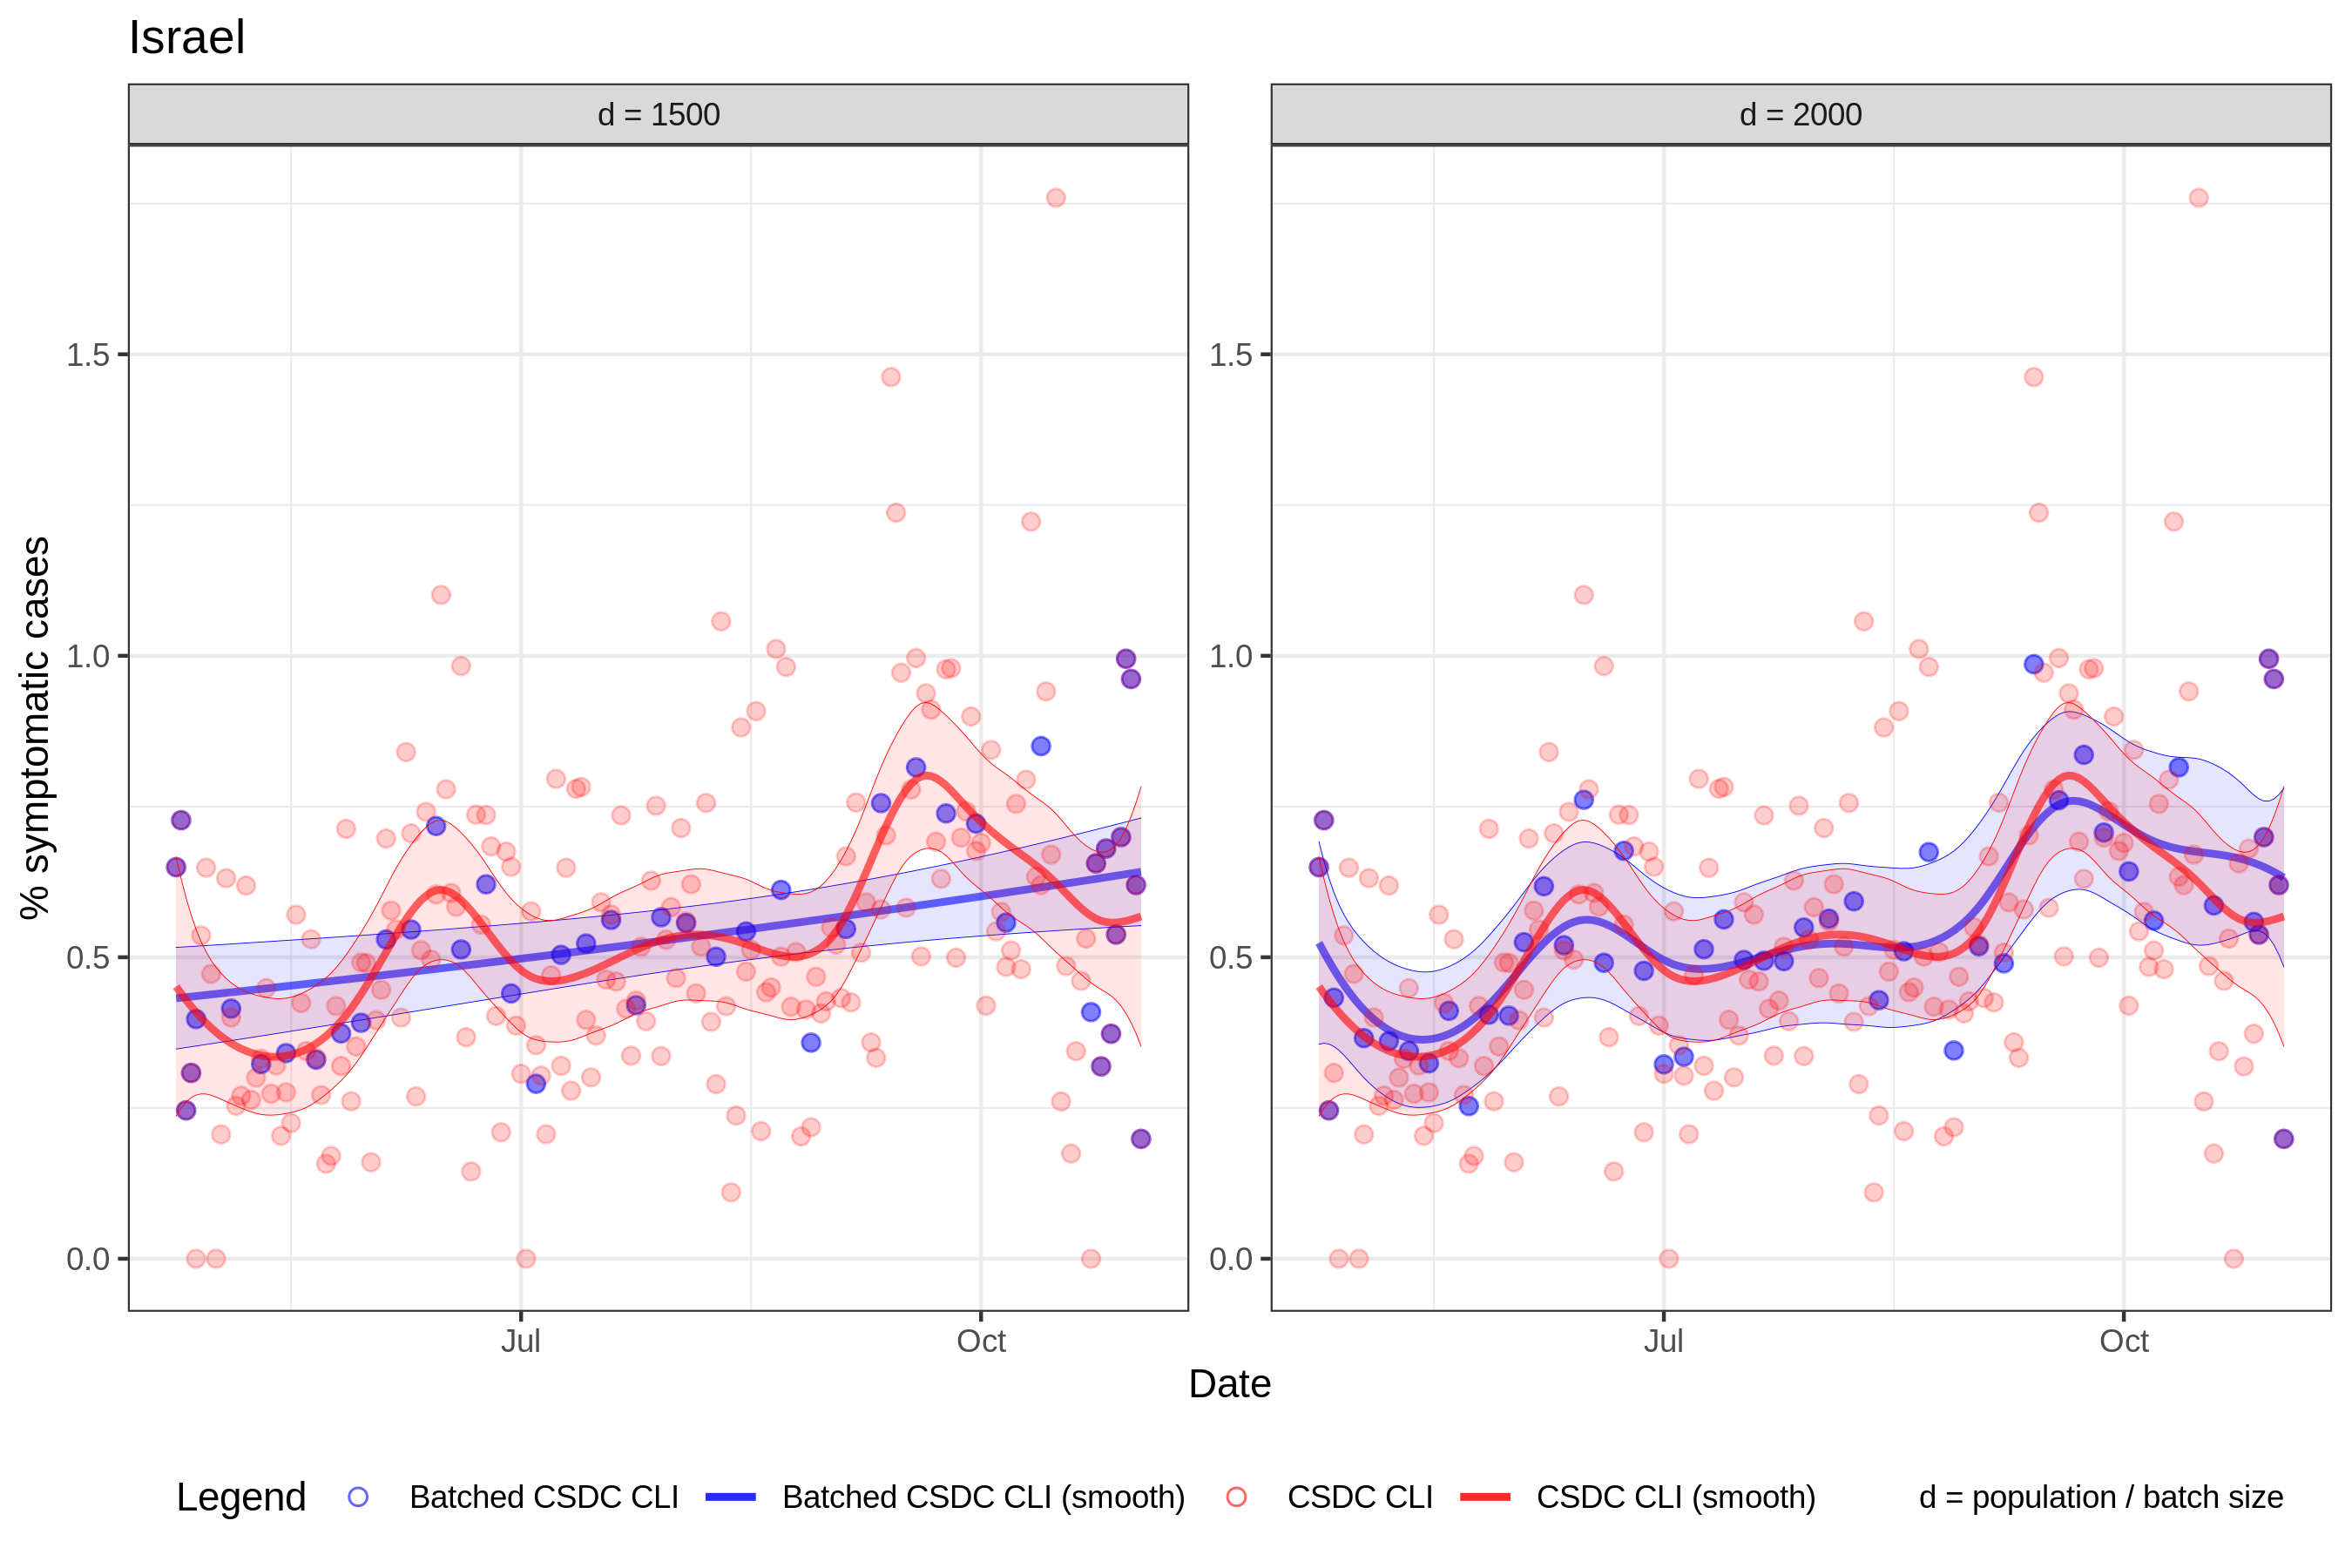 Israel
d = 1500
d = 2000
% symptomatic cases
1.5
1.0
0.5
0.0
1.5
1.0
0.5
0.0
Jul
Oct
Jul
Oct
Date
Legend Batched CSDC CLI Batched CSDC CLI (smooth) CSDC CLI CSDC CLI (smooth) d = population / batch size